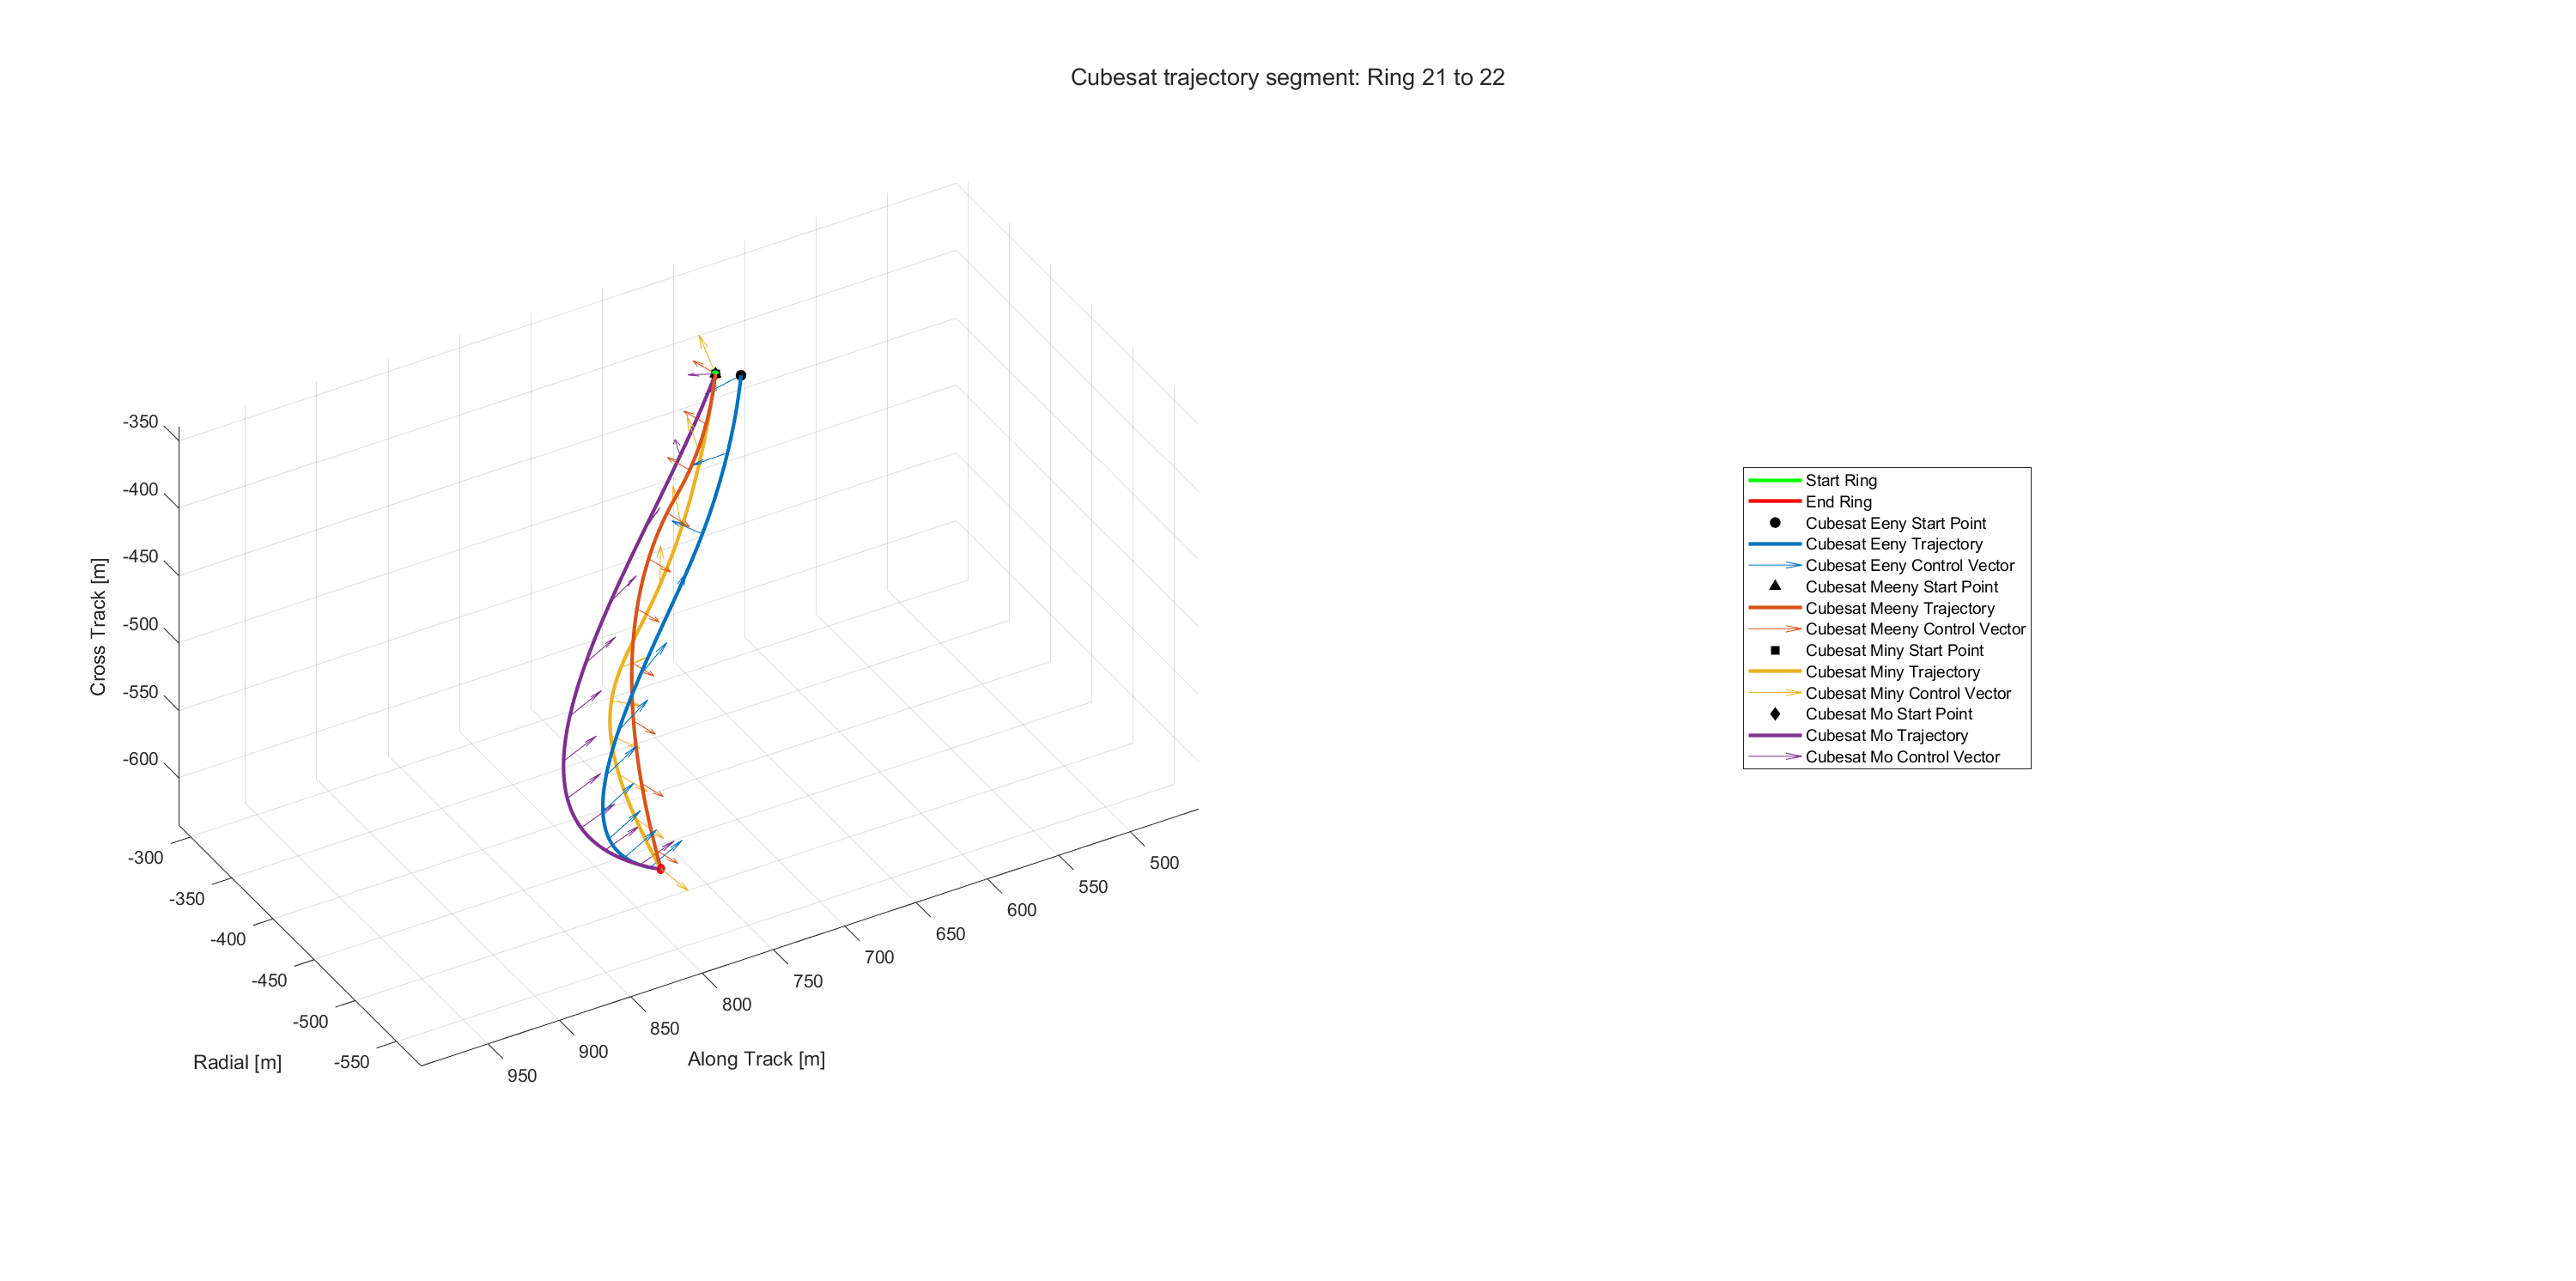 Cubesat trajectory segment: Ring 21 to 22
-350
-400
-450
-500
-550
-600
Cross Track [m]
-300
-350
-400
-450
-500
-550
Radial [m]
950
900
850
800
750
700
650
600
550
500
Along Track [m]
Start Ring
End Ring
Cubesat Eeny Start Point
Cubesat Eeny Trajectory
Cubesat Eeny Control Vector
Cubesat Meeny Start Point
Cubesat Meeny Trajectory
Cubesat Meeny Control Vector
Cubesat Miny Start Point
Cubesat Miny Trajectory
Cubesat Miny Control Vector
Cubesat Mo Start Point
Cubesat Mo Trajectory
Cubesat Mo Control Vector